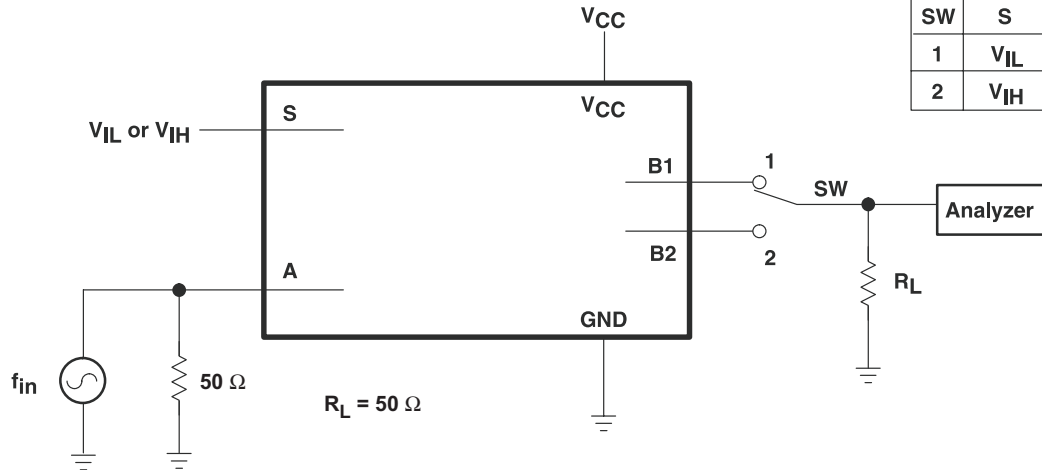 V_CC
SW S
1 V_IL
2 V_IH
V_CC
S
V_IL or V_IH
B1
1
SW
Analyzer
B2
2
A
R_L
GND
f_in
50 Ω
R_L = 50 Ω